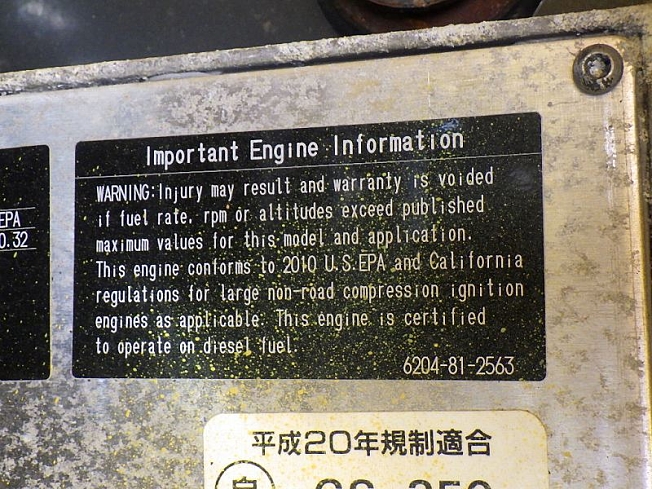 Important Engine Information
WARNING:Injury may result and warranty is voided
if fuel rate, rpm or altitudes exceed published
maximum values for this model and application.
This engine conforms to 2010 U.S.EPA and California
regulations for large non-road compression ignition
engines as applicable. This engine is certified
to operate on diesel fuel.
6204-81-2563
EPA
0.32
平成20年規制適合